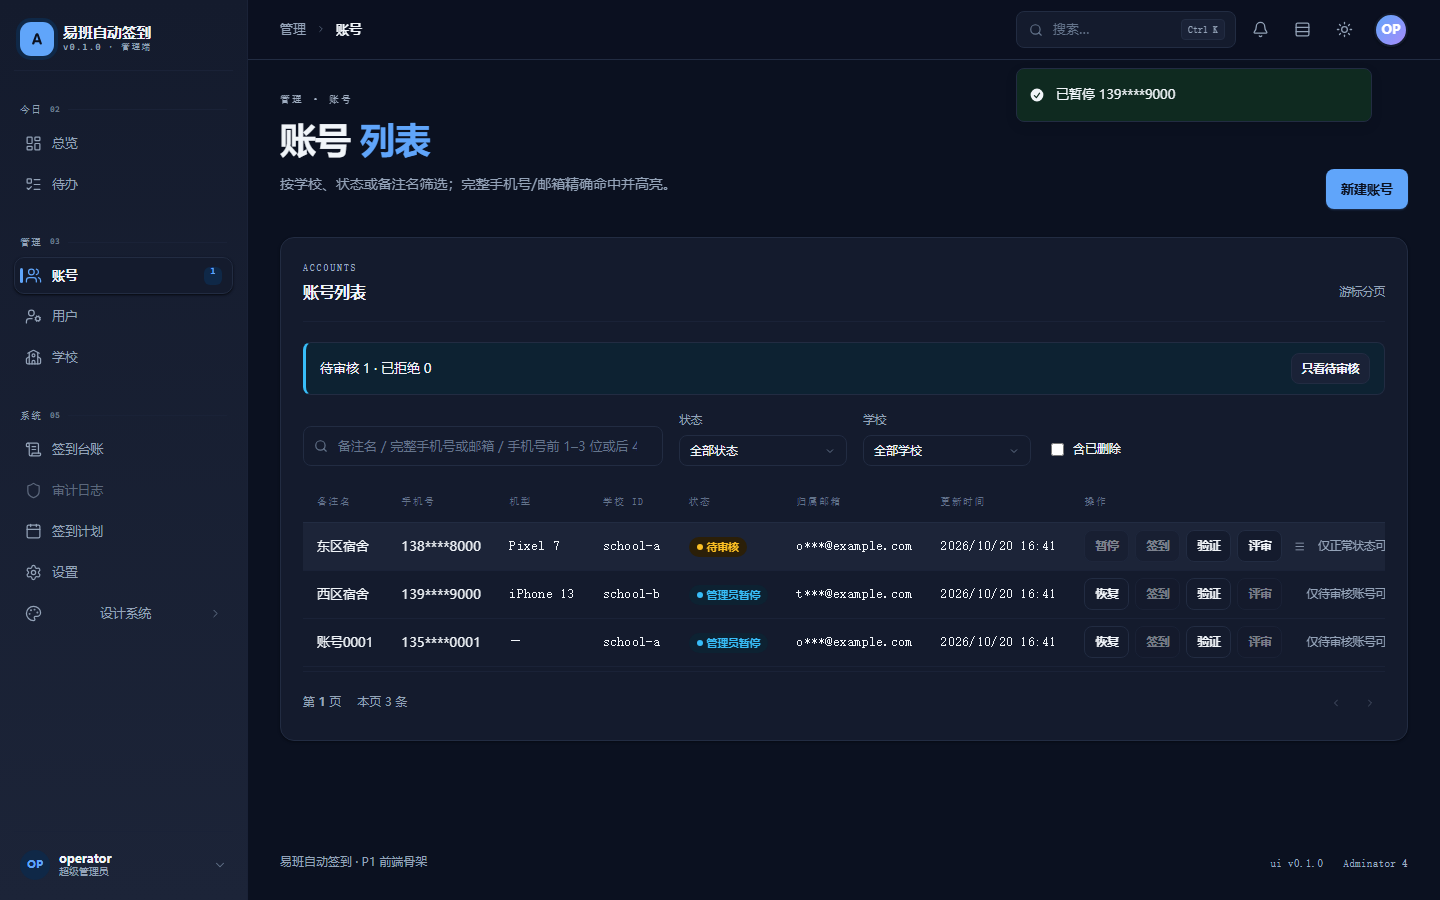 A
易班自动签到
v0.1.0 · 管理端
今日 02
总览
待办
管理 03
账号 1
用户
学校
系统 05
签到台账
审计日志
签到计划
设置
设计系统
OP
operator
超级管理员
管理 › 账号
搜索... Ctrl K
OP
已暂停 139****9000
管理 · 账号
账号 列表
按学校、状态或备注名筛选；完整手机号/邮箱精确命中并高亮。
新建账号
ACCOUNTS
账号列表
游标分页
待审核 1 · 已拒绝 0
只看待审核
状态
学校
备注名 / 完整手机号或邮箱 / 手机号前 1–3 位或后 4
全部状态
全部学校
含已删除
备注名 手机号 机型 学校 ID 状态 归属邮箱 更新时间 操作
东区宿舍 138****8000 Pixel 7 school-a 待审核 o***@example.com 2026/10/20 16:41 暂停 签到 验证 评审 仅正常状态可
西区宿舍 139****9000 iPhone 13 school-b 管理员暂停 t***@example.com 2026/10/20 16:41 恢复 签到 验证 评审 仅待审核账号可
账号0001 135****0001 — school-a 管理员暂停 o***@example.com 2026/10/20 16:41 恢复 签到 验证 评审 仅待审核账号可
第 1 页 本页 3 条
易班自动签到 · P1 前端骨架
ui v0.1.0 Adminator 4